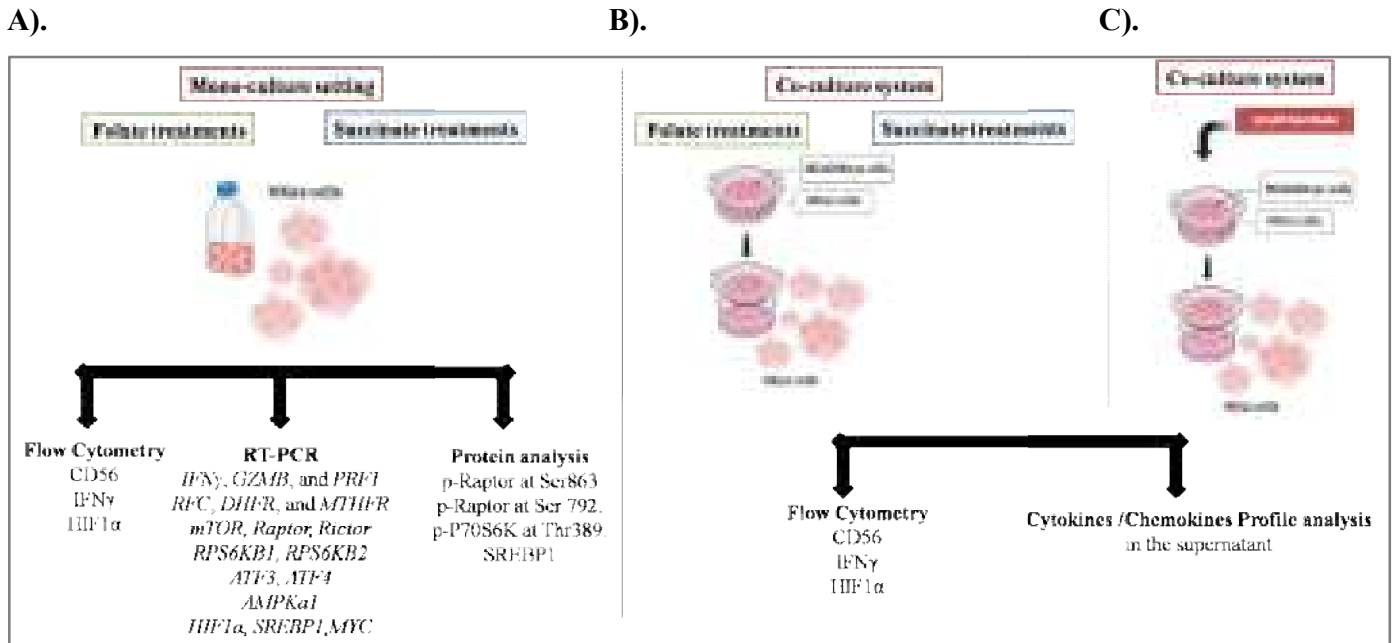 A).
B).
C).
Mono-culture setting
Folate treatments
Succinate treatments
Co-culture system
Folate treatments
Succinate treatments
Co-culture system
Flow Cytometry
CD56
IFNγ
HIF1α
RT-PCR
IFNγ, GZMB, and PRF1
RFC, DHFR, and MTHFR
mTOR, Raptor, Rictor
RPS6KB1, RPS6KB2
ATF3, ATF4
AMPKa1
HIF1α, SREBP1,MYC
Protein analysis
p-Raptor at Ser863
p-Raptor at Ser 792.
p-P70S6K at Thr389.
SREBP1
Flow Cytometry
CD56
IFNγ
HIF1α
Cytokines /Chemokines Profile analysis
in the supernatant